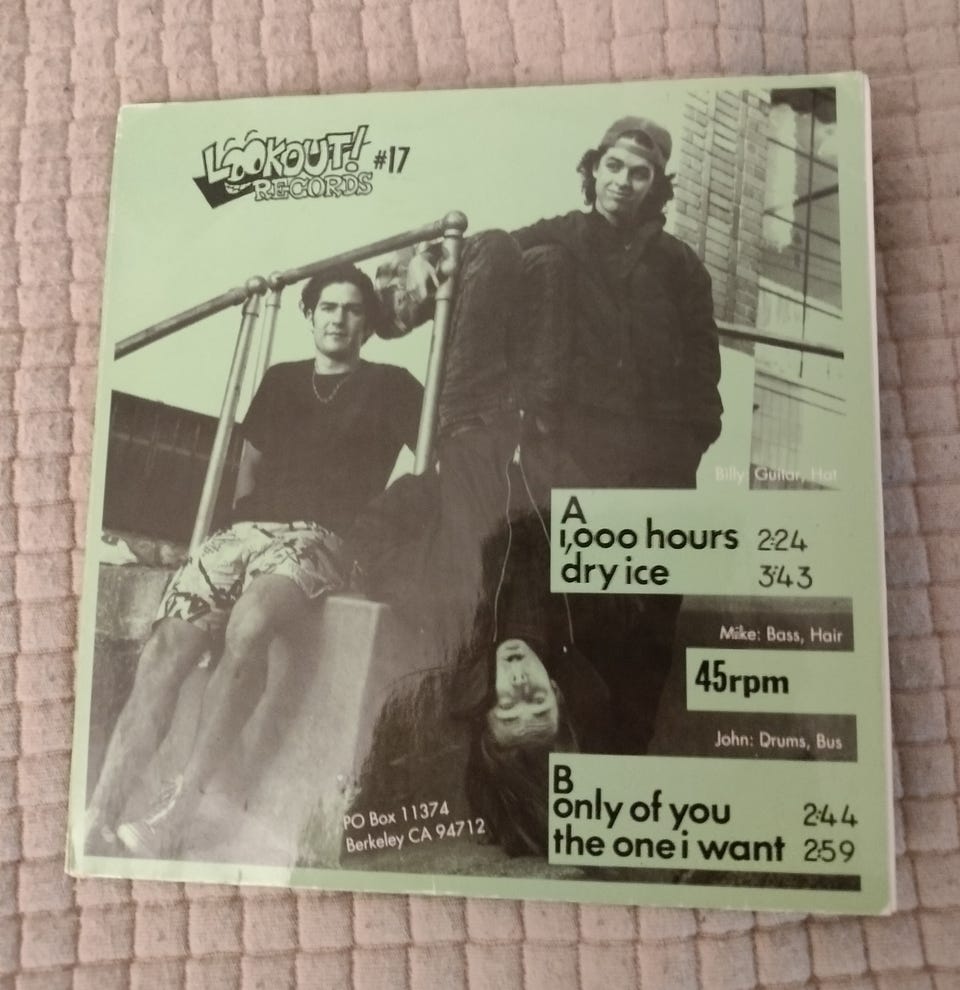 LOOKOUT! #17
RECORDS
Billy: Guitar, Hat
A
1,000 hours 2:24
dry ice 3:43
Mike: Bass, Hair
45rpm
John: Drums, Bus
B
only of you 2:44
the one i want 2:59
PO Box 11374
Berkeley CA 94712